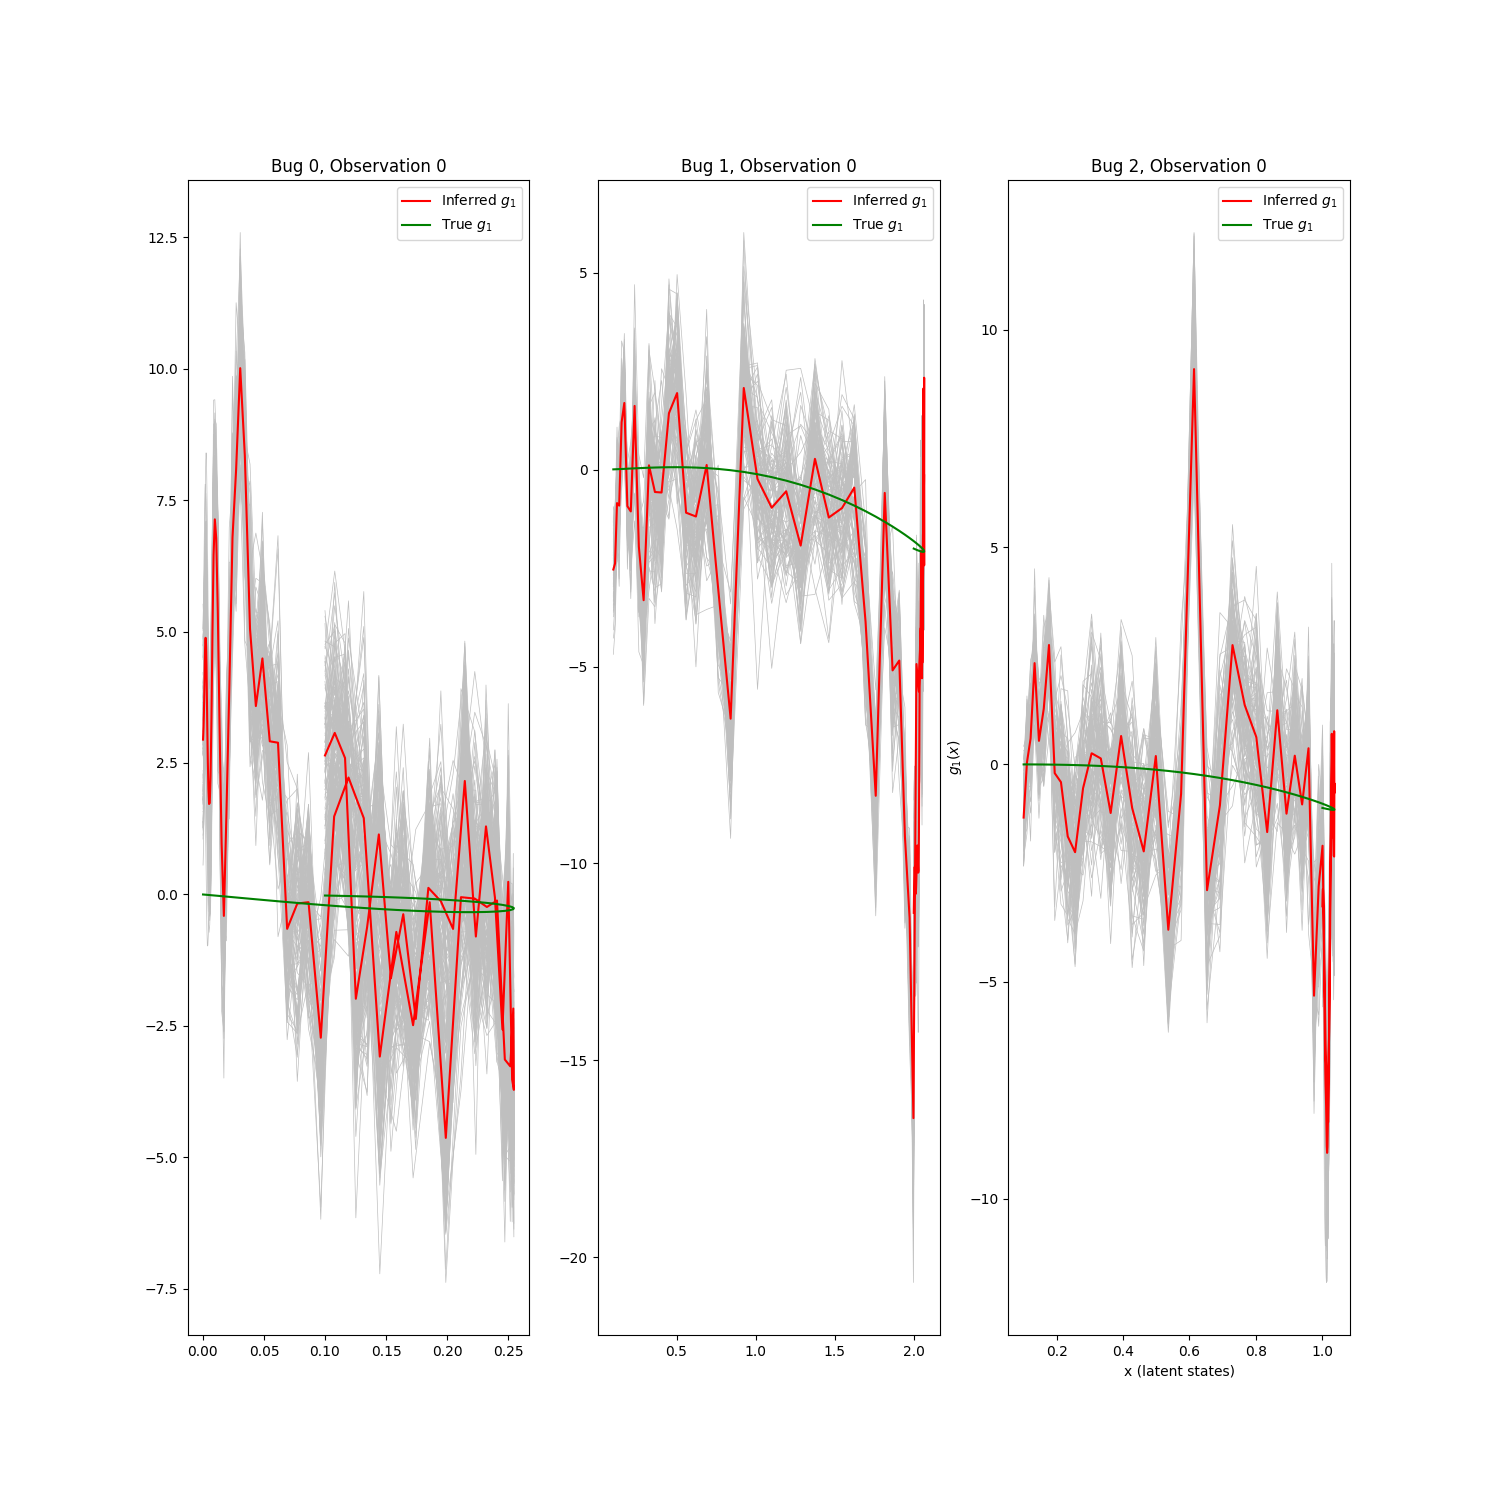 Bug 0, Observation 0
Inferred g₁
True g₁
12.5
10.0
7.5
5.0
2.5
0.0
−2.5
−5.0
−7.5
0.00 0.05 0.10 0.15 0.20 0.25
Bug 1, Observation 0
Inferred g₁
True g₁
5
0
−5
−10
−15
−20
0.5 1.0 1.5 2.0
Bug 2, Observation 0
Inferred g₁
True g₁
g₁(x)
10
5
0
−5
−10
0.2 0.4 0.6 0.8 1.0
x (latent states)